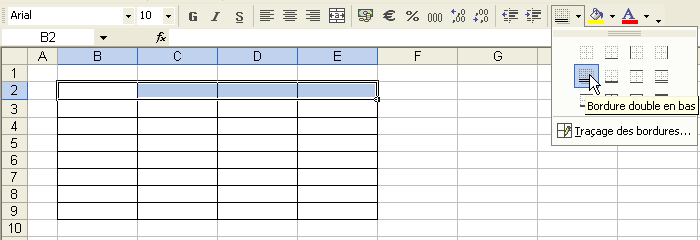 Arial 10 G I S € % 000 ,00 A
B2 fx
A B C D E F G
1
2
3
4
5
6
7
8
9
10
Bordure double en bas
Traçage des bordures...